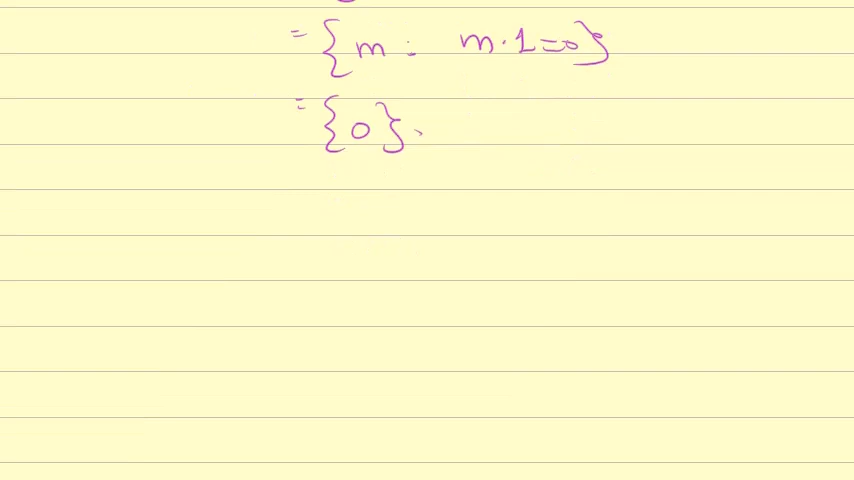 = {m : m·1=0}
= {0}.